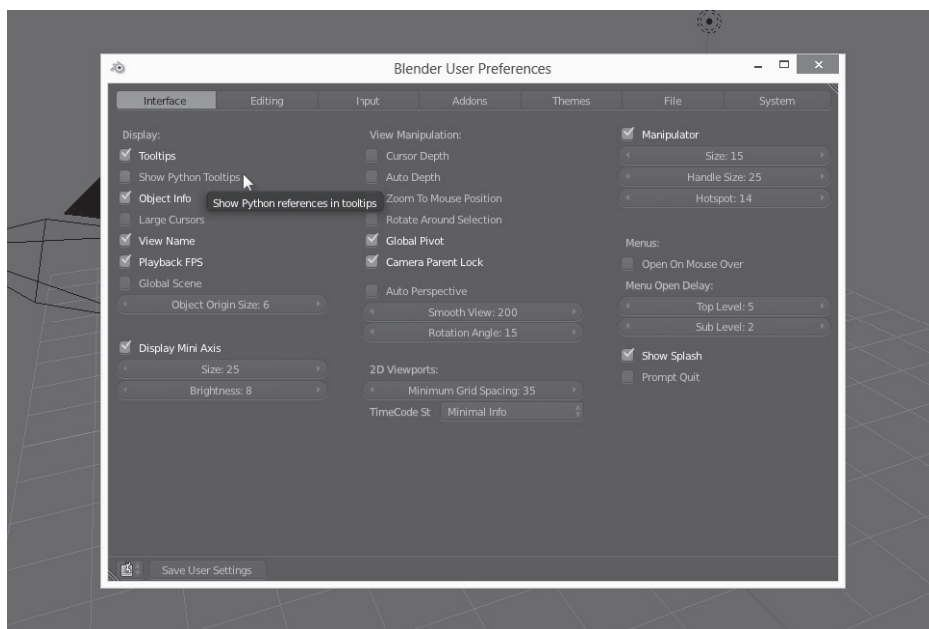 Blender User Preferences
Interface
Editing
Input
Addons
Themes
File
System
Display:
Tooltips
Show Python Tooltips
Object Info
Large Cursors
View Name
Playback FPS
Global Scene
Object Origin Size: 6
Display Mini Axis
Size: 25
Brightness: 8
Show Python references in tooltips
View Manipulation:
Cursor Depth
Auto Depth
Zoom To Mouse Position
Rotate Around Selection
Global Pivot
Camera Parent Lock
Auto Perspective
Smooth View: 200
Rotation Angle: 15
2D Viewports:
Minimum Grid Spacing: 35
TimeCode St
Minimal Info
Manipulator
Size: 15
Handle Size: 25
Hotspot: 14
Menus:
Open On Mouse Over
Menu Open Delay:
Top Level: 5
Sub Level: 2
Show Splash
Prompt Quit
Save User Settings